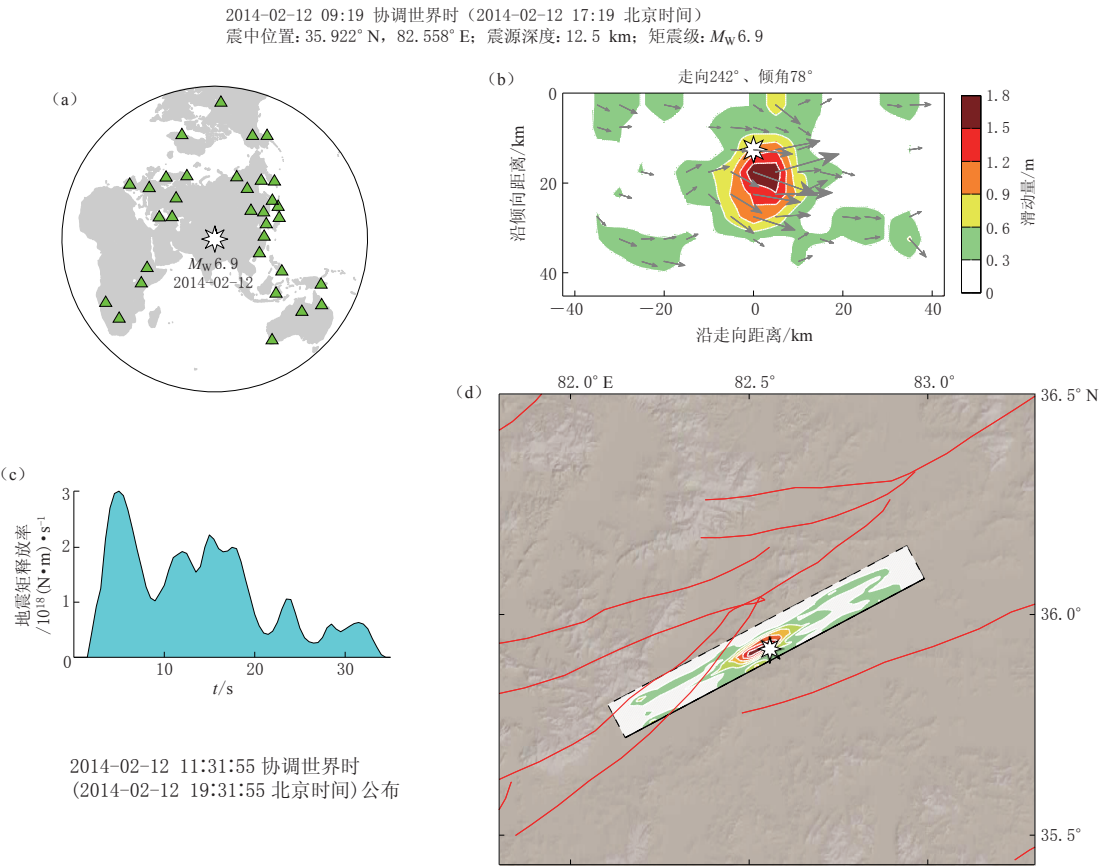 2014-02-12 09:19 协调世界时（2014-02-12 17:19 北京时间）
震中位置: 35.922° N，82.558° E；震源深度: 12.5 km；矩震级: MW6.9
（a）
MW6.9
2014-02-12
（b）
走向242°、倾角78°
沿倾向距离/km
0
20
40
−40
−20
0
20
40
沿走向距离/km
1.8
1.5
1.2
0.9
0.6
0.3
0
滑动量/m
（c）
地震矩释放率
/10¹⁸(N•m)•s⁻¹
3
2
1
0
10
20
30
t/s
2014-02-12 11:31:55 协调世界时
(2014-02-12 19:31:55 北京时间)公布
（d）
82.0° E
82.5°
83.0°
36.5° N
36.0°
35.5°